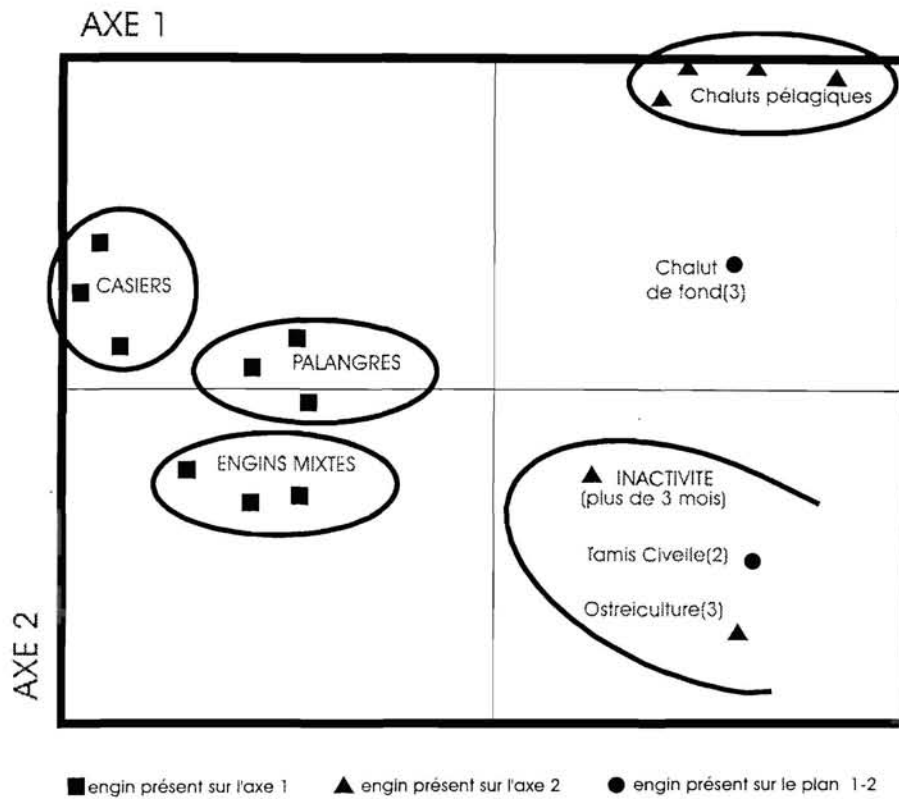 AXE 1
Chaluts pélagiques
Chalut
de fond(3)
CASIERS
PALANGRES
ENGINS MIXTES
INACTIVITE
(plus de 3 mois)
Tamis Civelle(2)
Ostreiculture(3)
AXE 2
engin présent sur l'axe 1
engin présent sur l'axe 2
engin présent sur le plan 1-2